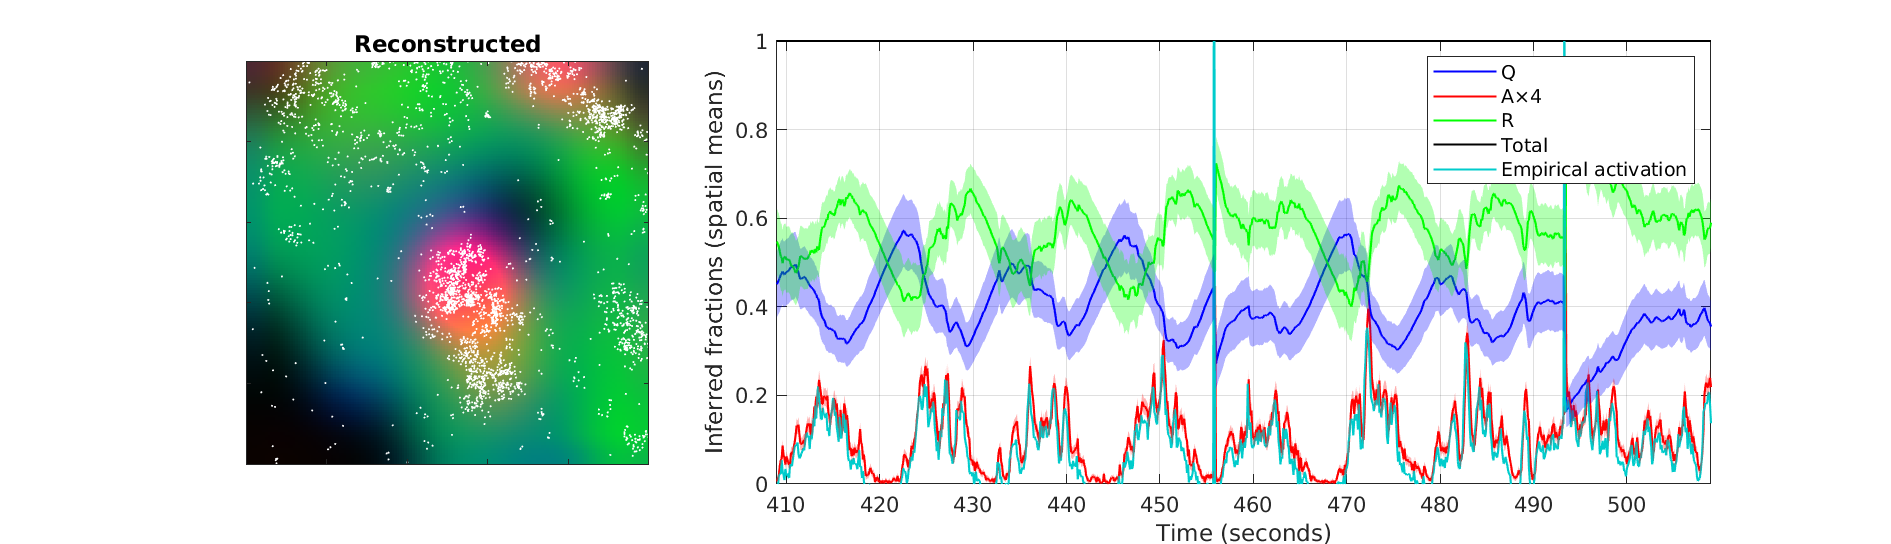 Reconstructed
Inferred fractions (spatial means)
1
0.8
0.6
0.4
0.2
0
Q
A×4
R
Total
Empirical activation
410 420 430 440 450 460 470 480 490 500
Time (seconds)